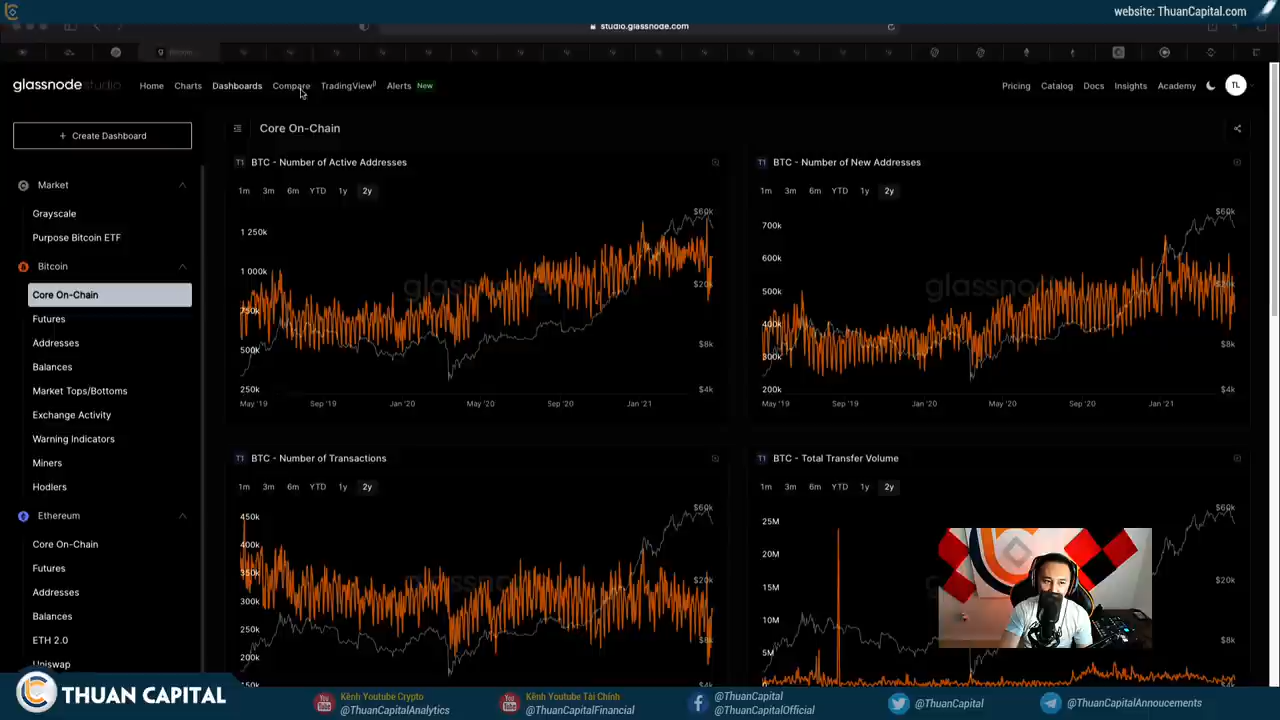 website: ThuanCapital.com
studio.glassnode.com
glassnode studio
Home
Charts
Dashboards
Compare
TradingView
Alerts
New
Pricing
Catalog
Docs
Insights
Academy
TL
+ Create Dashboard
Market
Grayscale
Purpose Bitcoin ETF
Bitcoin
Core On-Chain
Futures
Addresses
Balances
Market Tops/Bottoms
Exchange Activity
Warning Indicators
Miners
Hodlers
Ethereum
Core On-Chain
Futures
Addresses
Balances
ETH 2.0
Uniswap
Core On-Chain
T1 BTC - Number of Active Addresses
1m 3m 6m YTD 1y 2y
$60k
1 250k
1 000k
750k
500k
250k
$20k
$8k
$4k
May '19 Sep '19 Jan '20 May '20 Sep '20 Jan '21
T1 BTC - Number of New Addresses
1m 3m 6m YTD 1y 2y
$60k
700k
600k
500k
400k
300k
200k
$20k
$8k
$4k
May '19 Sep '19 Jan '20 May '20 Sep '20 Jan '21
T1 BTC - Number of Transactions
1m 3m 6m YTD 1y 2y
$60k
450k
400k
350k
300k
250k
200k
150k
$20k
$8k
T1 BTC - Total Transfer Volume
1m 3m 6m YTD 1y 2y
$60k
25M
20M
15M
10M
5M
$20k
$8k
THUAN CAPITAL
Kênh Youtube Crypto
@ThuanCapitalAnalytics
Kênh Youtube Tài Chính
@ThuanCapitalFinancial
@ThuanCapital
@ThuanCapitalOfficial
@ThuanCapital
@ThuanCapitalAnnoucements